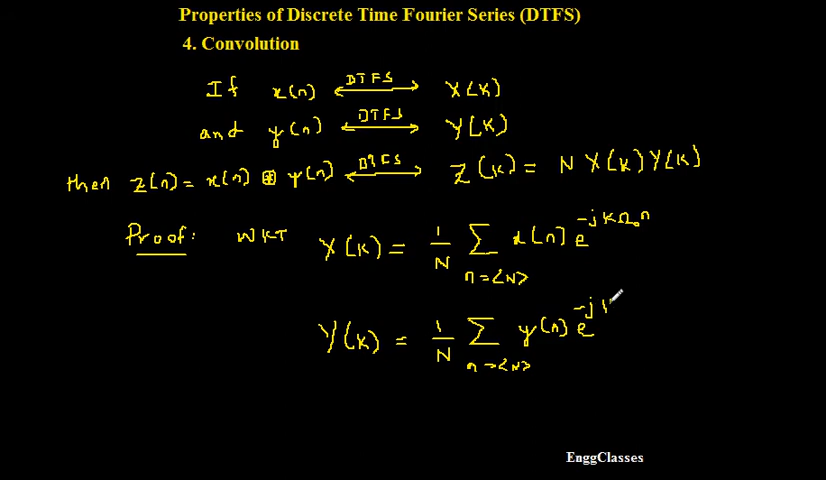 Properties of Discrete Time Fourier Series (DTFS)
4. Convolution
If x(n) ⟷ DTFS X(K)
and y(n) ⟷ DTFS Y(K)
then z(n) = x(n) ⊛ y(n) ⟷ DTFS Z(K) = N X(K) Y(K)
Proof: WKT X(K) = 1/N ∑ n=<N> x(n) e^-jKΩ₀n
Y(K) = 1/N ∑ n=<N> y(n) e^-j
EnggClasses